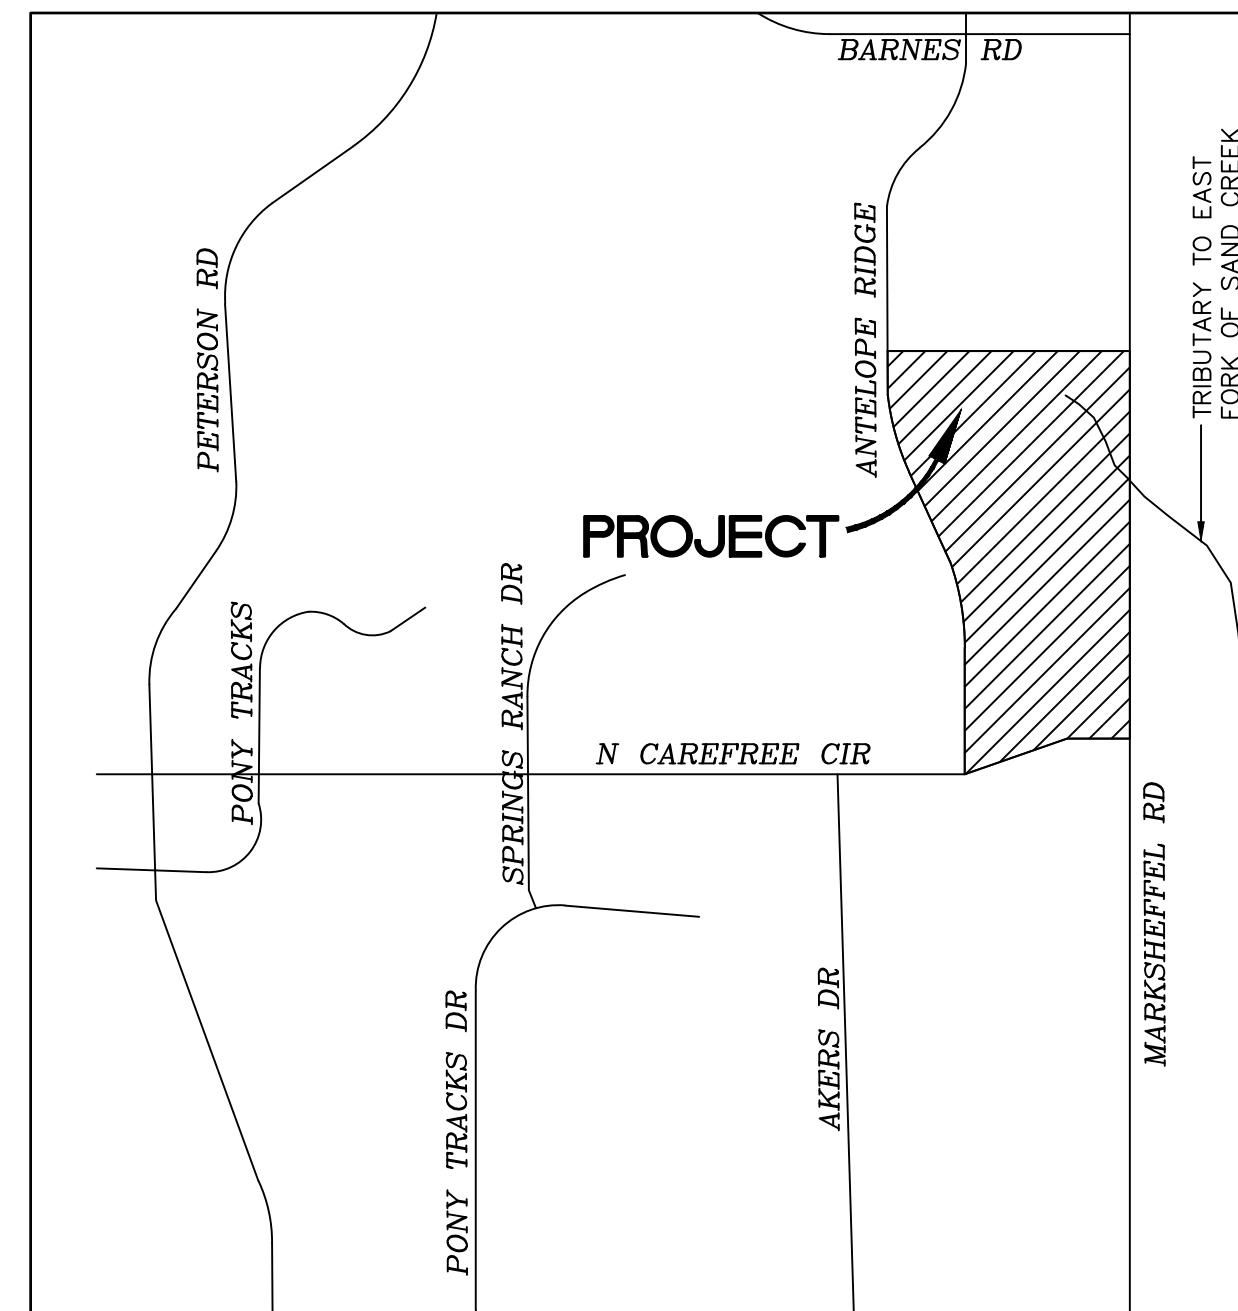 BARNES RD
TRIBUTARY TO EAST
FORK OF SAND CREEK
ANTELOPE RIDGE
PETERSON RD
PROJECT
SPRINGS RANCH DR
PONY TRACKS
N CAREFREE CIR
MARKSHEFFEL RD
AKERS DR
PONY TRACKS DR